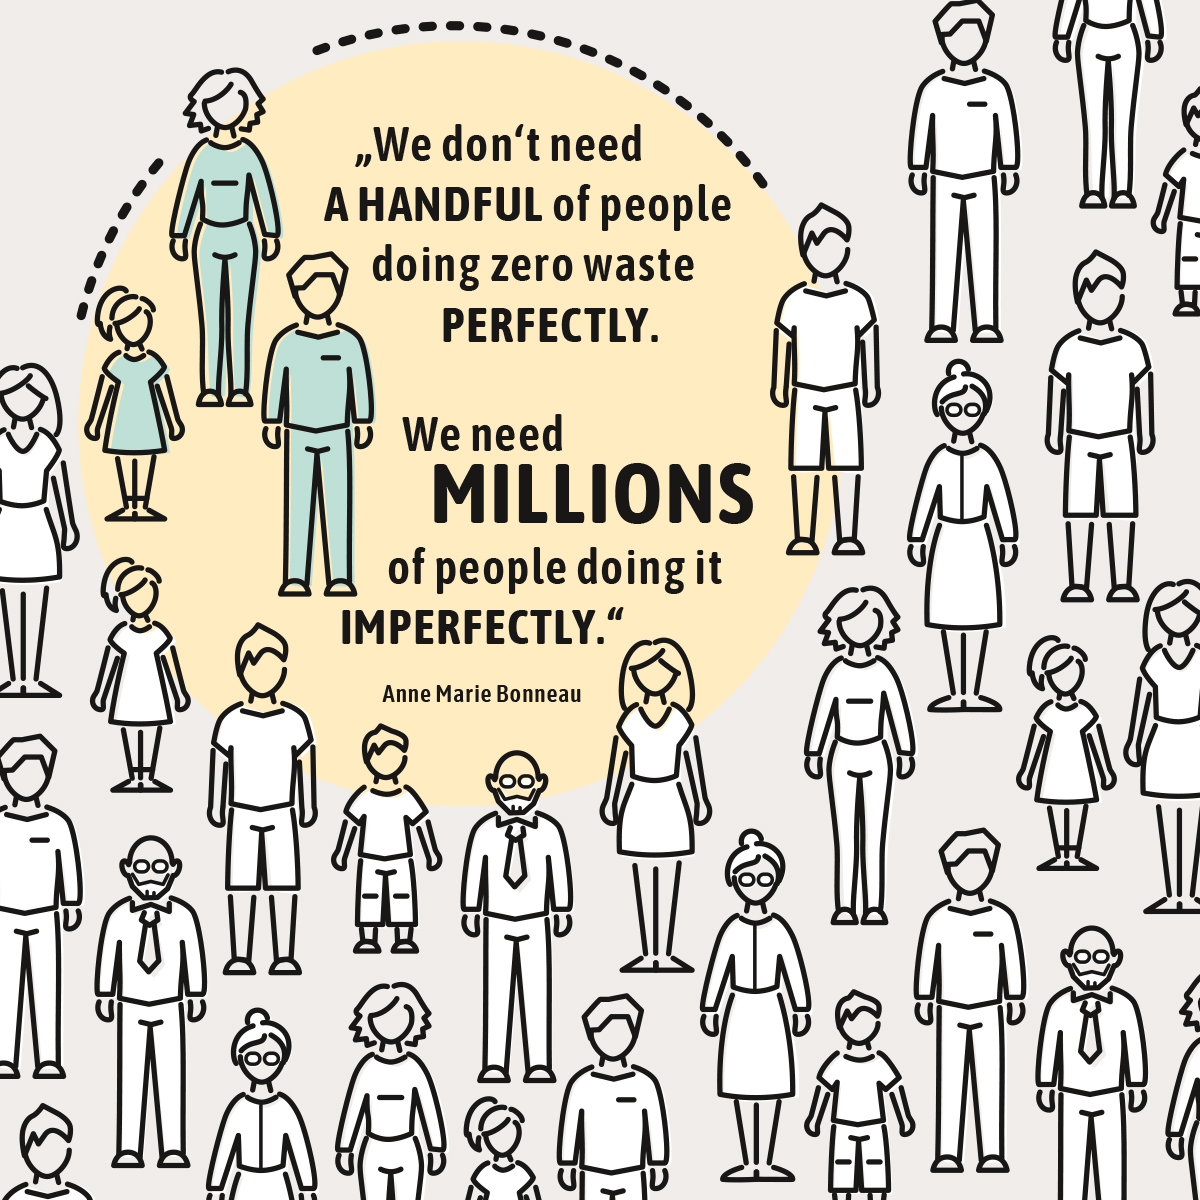 „We don‘t need
A HANDFUL of people
doing zero waste
PERFECTLY.
We need
MILLIONS
of people doing it
IMPERFECTLY.“
Anne Marie Bonneau